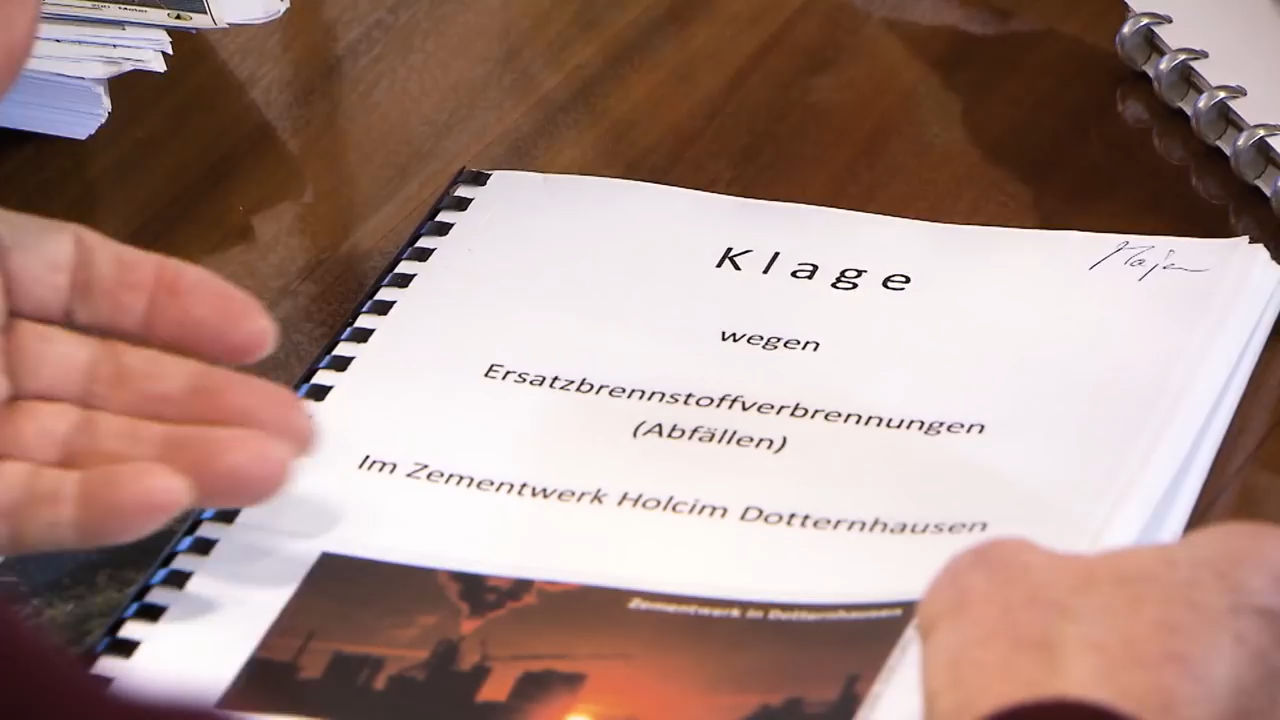 Klage
wegen
Ersatzbrennstoffverbrennungen
(Abfällen)
Im Zementwerk Holcim Dotternhausen
Zementwerk in Dotternhausen